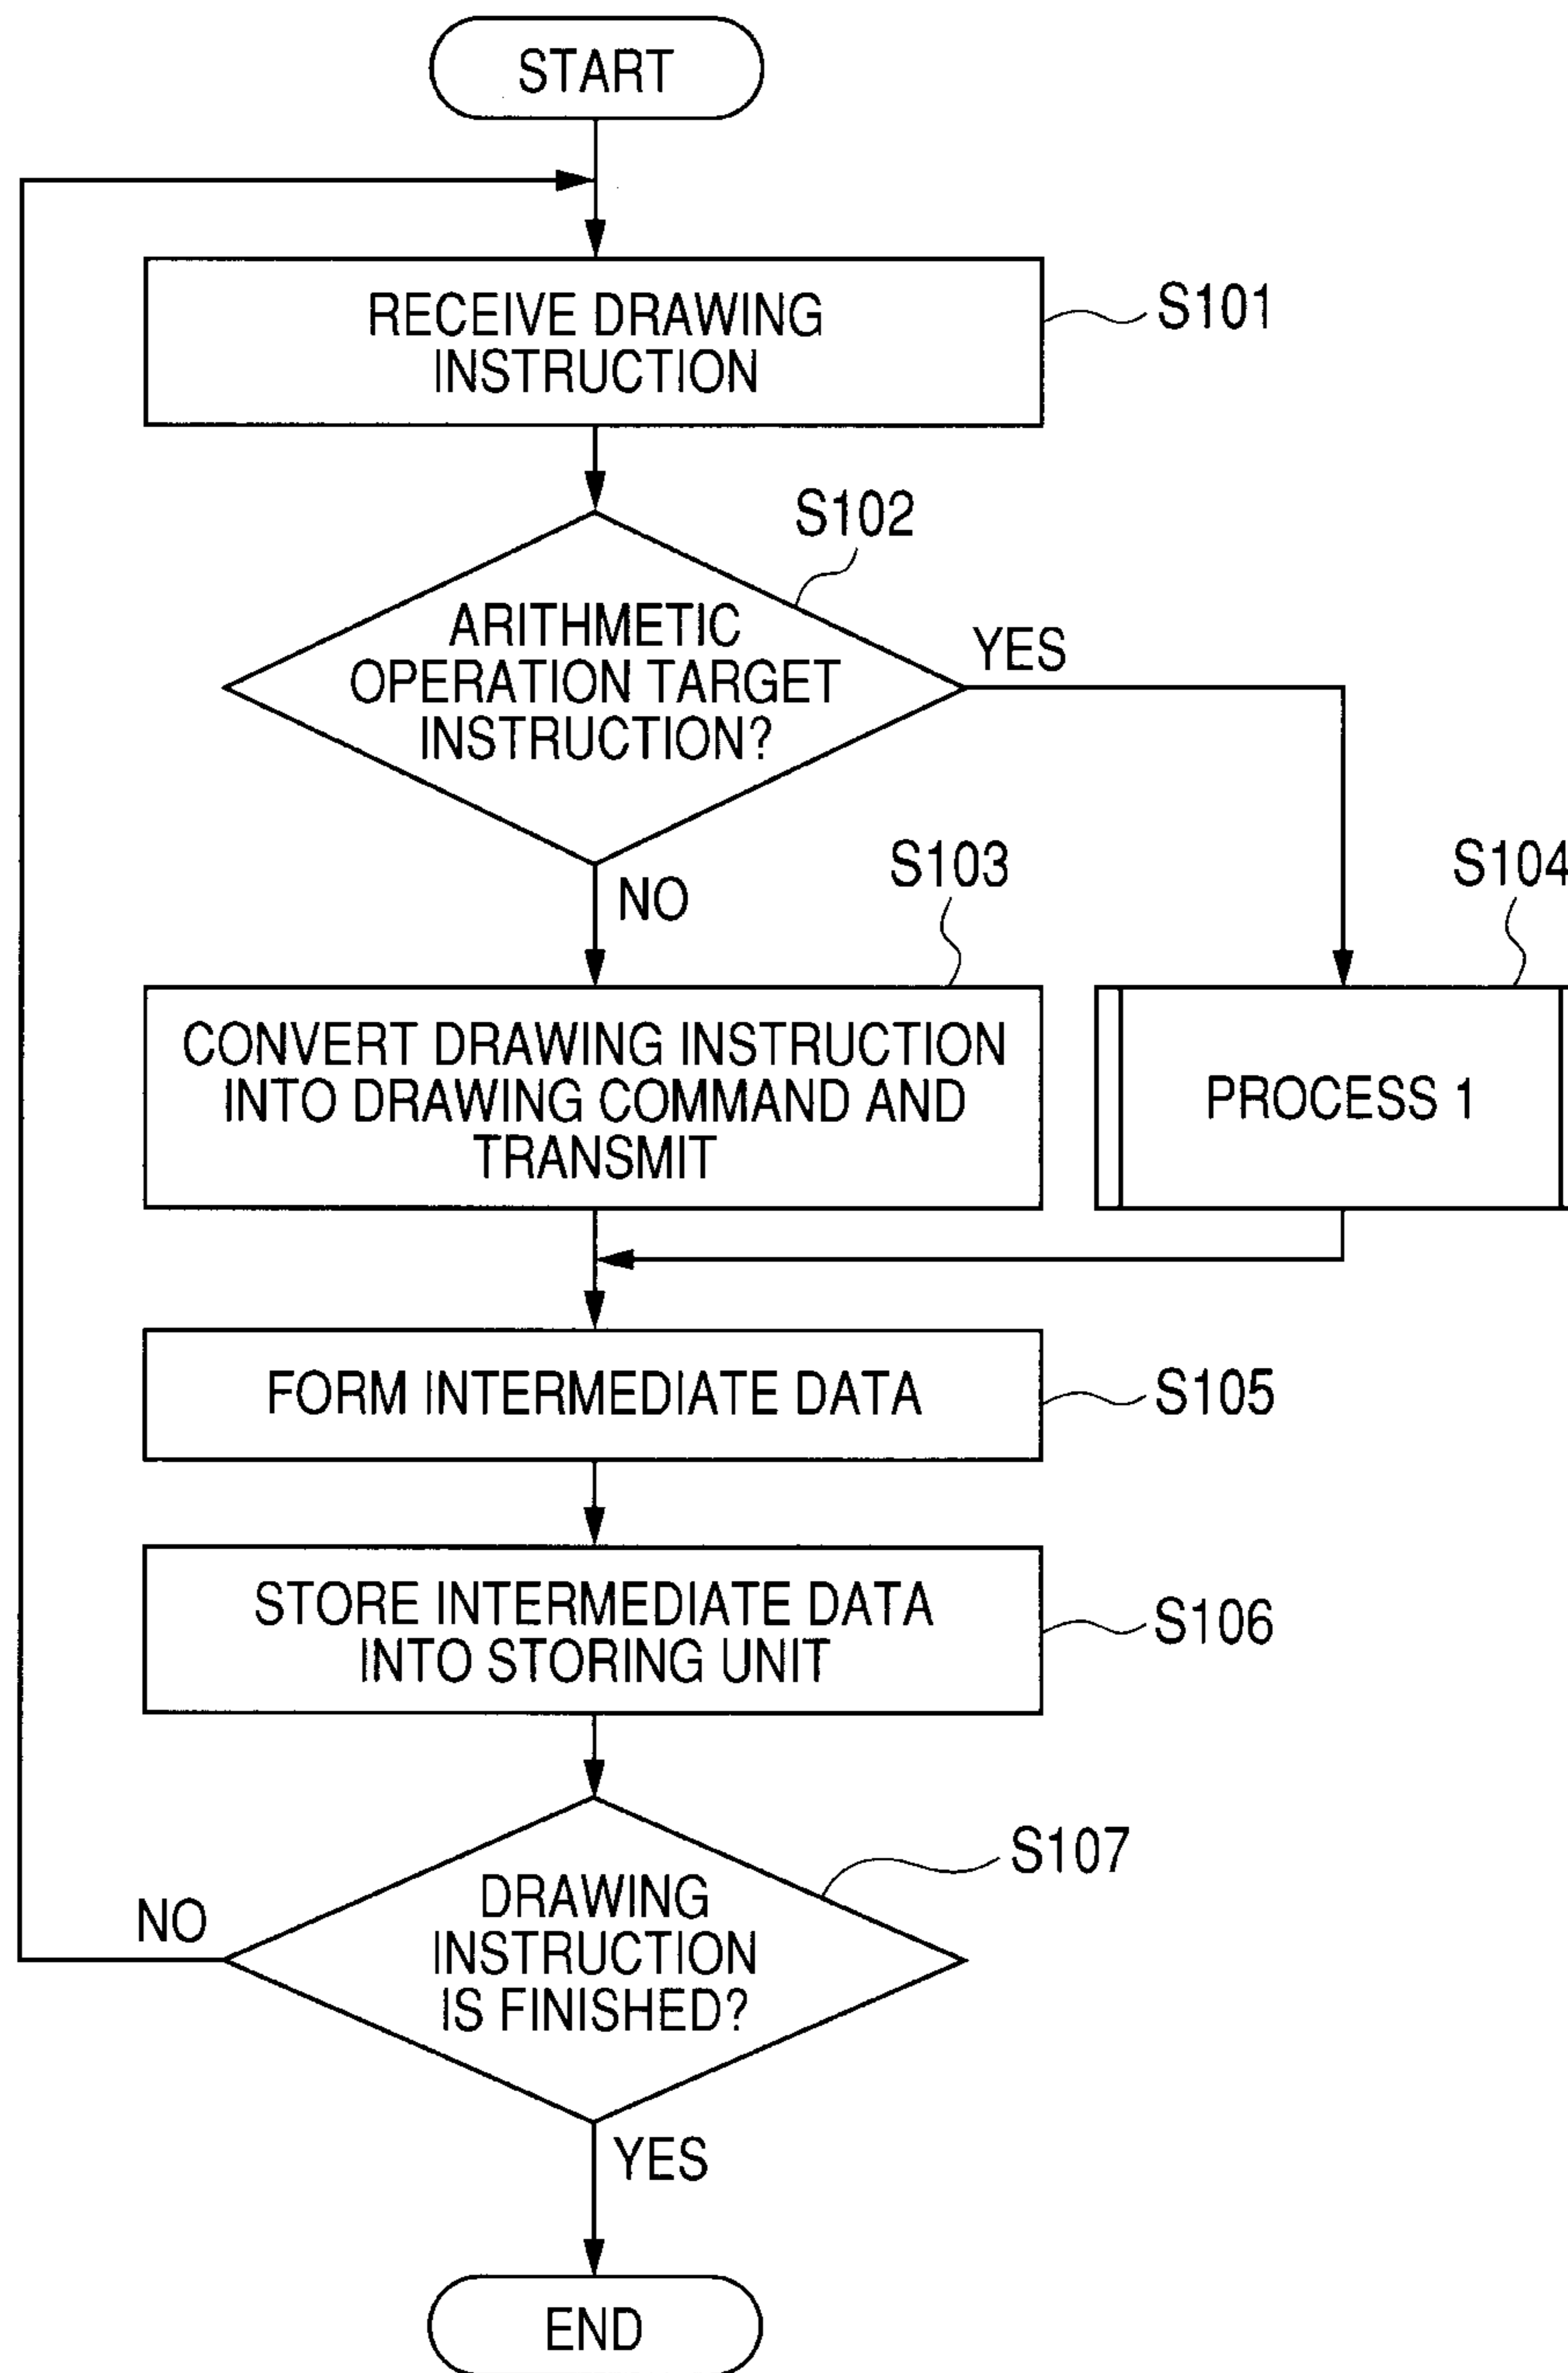 START
RECEIVE DRAWING
INSTRUCTION
S101
S102
ARITHMETIC
OPERATION TARGET
INSTRUCTION?
YES
NO
S103
S104
CONVERT DRAWING INSTRUCTION
INTO DRAWING COMMAND AND
TRANSMIT
PROCESS 1
FORM INTERMEDIATE DATA
S105
STORE INTERMEDIATE DATA
INTO STORING UNIT
S106
S107
DRAWING
INSTRUCTION
IS FINISHED?
NO
YES
END